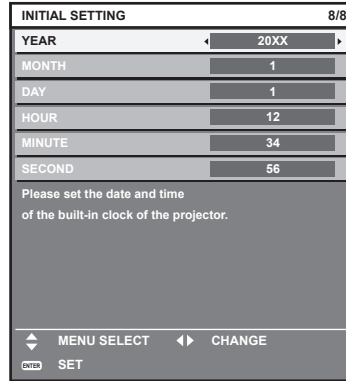 INITIAL SETTING 8/8
YEAR 20XX
MONTH 1
DAY 1
HOUR 12
MINUTE 34
SECOND 56
Please set the date and time
of the built-in clock of the projector.
MENU SELECT CHANGE
ENTER SET